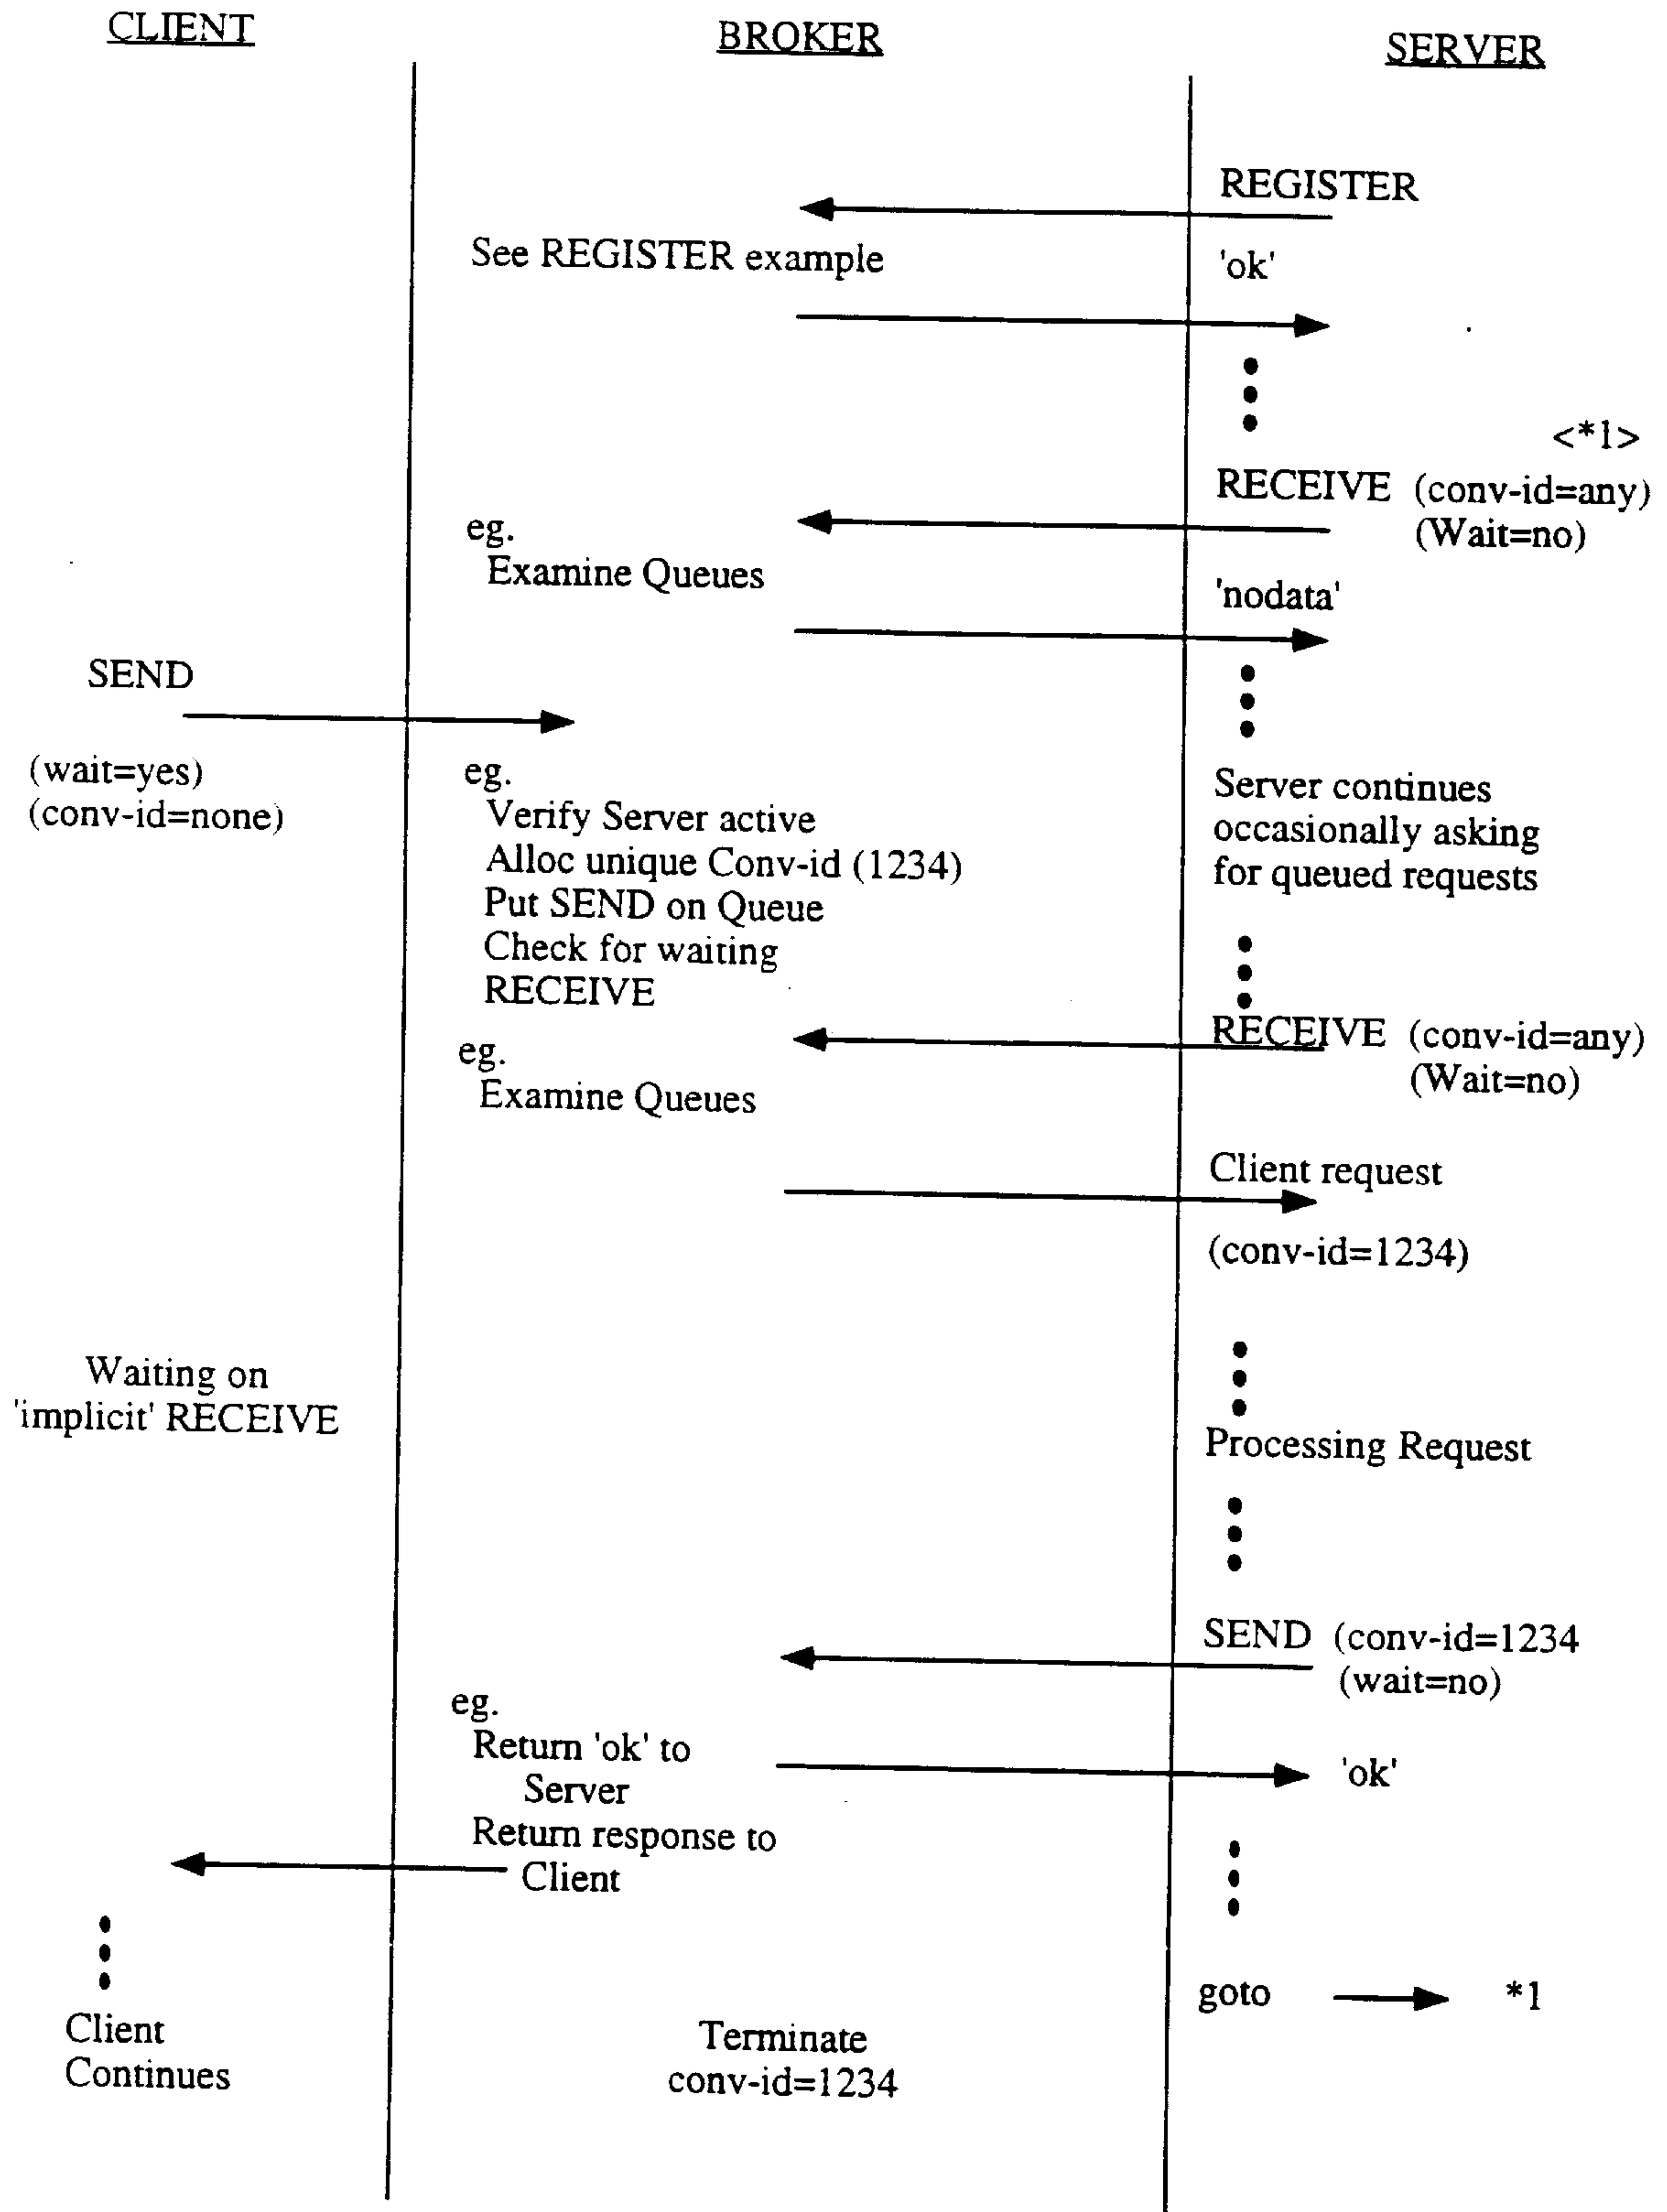 CLIENT
BROKER
SERVER
REGISTER
See REGISTER example
'ok'
<*1>
RECEIVE (conv-id=any)
(Wait=no)
eg.
Examine Queues
'nodata'
SEND
(wait=yes)
(conv-id=none)
eg.
Verify Server active
Alloc unique Conv-id (1234)
Put SEND on Queue
Check for waiting
RECEIVE
Server continues
occasionally asking
for queued requests
RECEIVE (conv-id=any)
(Wait=no)
eg.
Examine Queues
Client request
(conv-id=1234)
Waiting on
'implicit' RECEIVE
Processing Request
SEND (conv-id=1234
(wait=no)
eg.
Return 'ok' to
Server
Return response to
Client
'ok'
goto *1
Client
Continues
Terminate
conv-id=1234